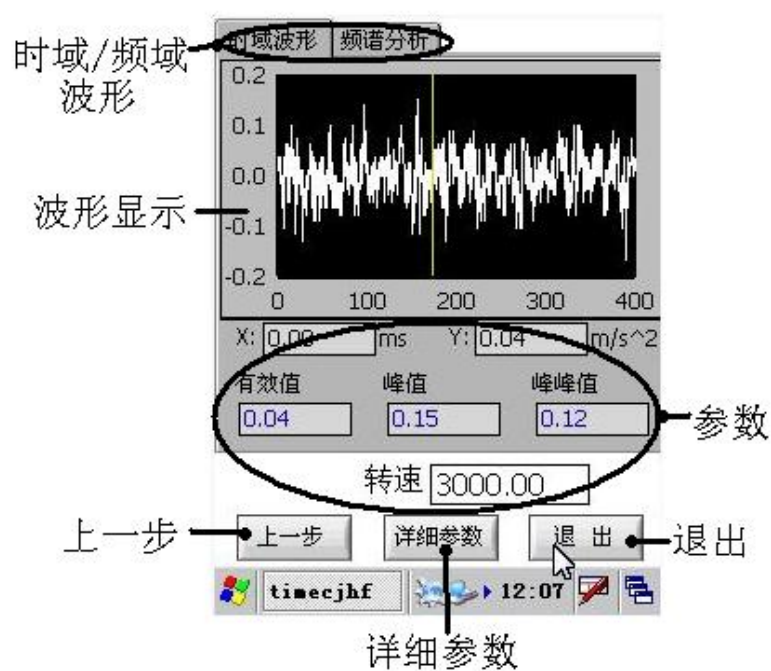 时域/频域
波形
时域波形 频谱分析
0.2
0.1
0.0
-0.1
-0.2
波形显示
0 100 200 300 400
X: 0.00 ms Y: 0.04 m/s^2
有效值 峰值 峰峰值
0.04 0.15 0.12
参数
转速 3000.00
上一步 上一步 详细参数 退 出 退出
timecjhf 12:07
详细参数